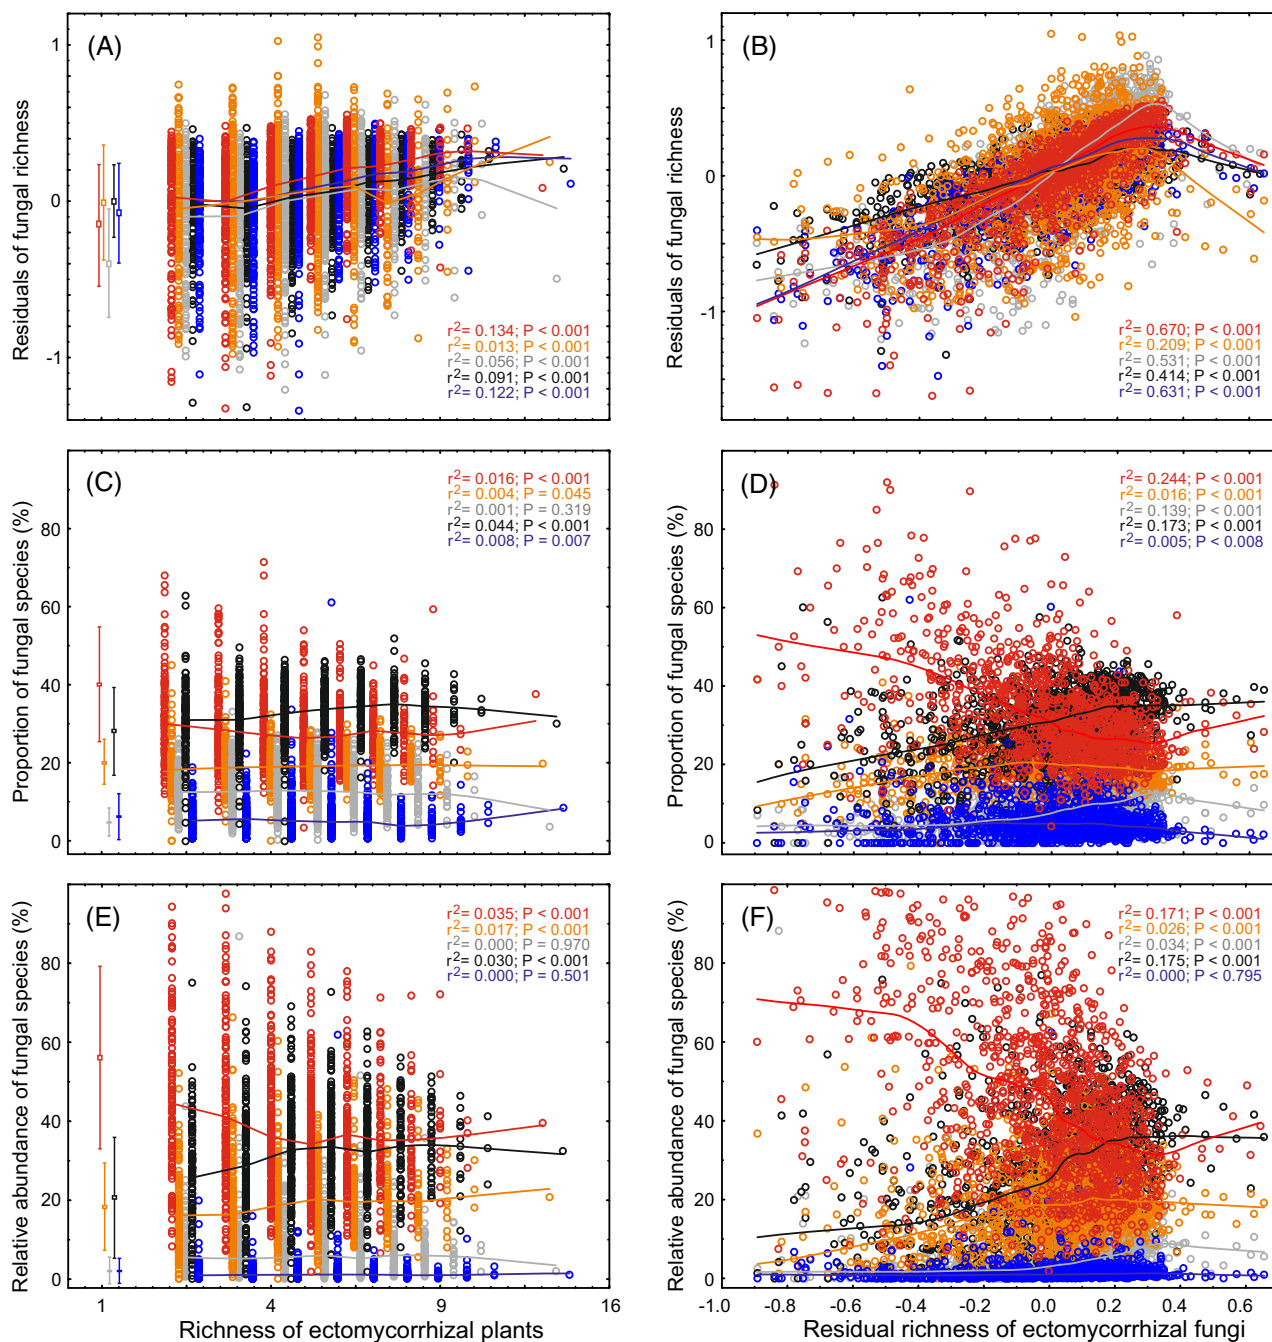 (A)
Residuals of fungal richness
1
0
-1
r²= 0.134; P < 0.001
r²= 0.013; P < 0.001
r²= 0.056; P < 0.001
r²= 0.091; P < 0.001
r²= 0.122; P < 0.001
(B)
Residuals of fungal richness
1
0
-1
r²= 0.670; P < 0.001
r²= 0.209; P < 0.001
r²= 0.531; P < 0.001
r²= 0.414; P < 0.001
r²= 0.631; P < 0.001
(C)
Proportion of fungal species (%)
80
60
40
20
0
r²= 0.016; P < 0.001
r²= 0.004; P = 0.045
r²= 0.001; P = 0.319
r²= 0.044; P < 0.001
r²= 0.008; P = 0.007
(D)
Proportion of fungal species (%)
80
60
40
20
0
r²= 0.244; P < 0.001
r²= 0.016; P < 0.001
r²= 0.139; P < 0.001
r²= 0.173; P < 0.001
r²= 0.005; P < 0.008
(E)
Relative abundance of fungal species (%)
80
60
40
20
0
r²= 0.035; P < 0.001
r²= 0.017; P < 0.001
r²= 0.000; P = 0.970
r²= 0.030; P < 0.001
r²= 0.000; P = 0.501
1 4 9 16
Richness of ectomycorrhizal plants
(F)
Relative abundance of fungal species (%)
80
60
40
20
0
r²= 0.171; P < 0.001
r²= 0.026; P < 0.001
r²= 0.034; P < 0.001
r²= 0.175; P < 0.001
r²= 0.000; P < 0.795
-1.0 -0.8 -0.6 -0.4 -0.2 0.0 0.2 0.4 0.6
Residual richness of ectomycorrhizal fungi